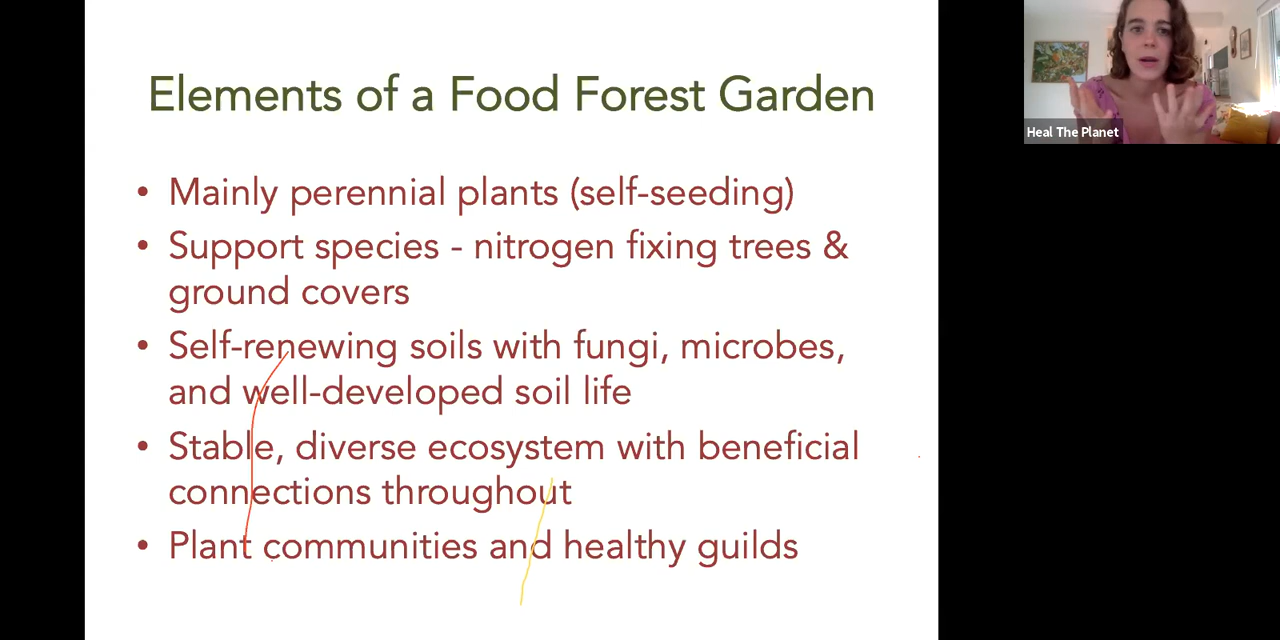 Elements of a Food Forest Garden
• Mainly perennial plants (self-seeding)
• Support species - nitrogen fixing trees &
ground covers
• Self-renewing soils with fungi, microbes,
and well-developed soil life
• Stable, diverse ecosystem with beneficial
connections throughout
• Plant communities and healthy guilds
Heal The Planet